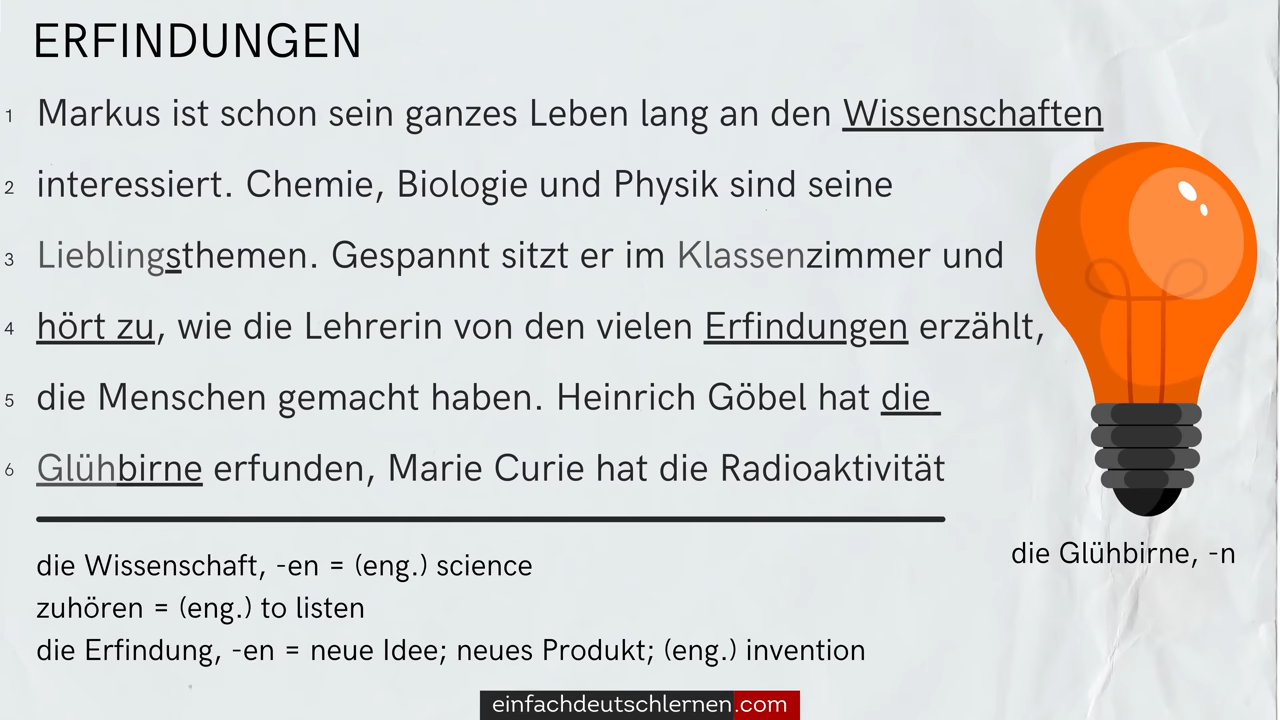 ERFINDUNGEN
1 Markus ist schon sein ganzes Leben lang an den Wissenschaften
2 interessiert. Chemie, Biologie und Physik sind seine
3 Lieblingsthemen. Gespannt sitzt er im Klassenzimmer und
4 hört zu, wie die Lehrerin von den vielen Erfindungen erzählt,
5 die Menschen gemacht haben. Heinrich Göbel hat die
6 Glühbirne erfunden, Marie Curie hat die Radioaktivität
die Glühbirne, -n
die Wissenschaft, -en = (eng.) science
zuhören = (eng.) to listen
die Erfindung, -en = neue Idee; neues Produkt; (eng.) invention
einfachdeutschlernen.com